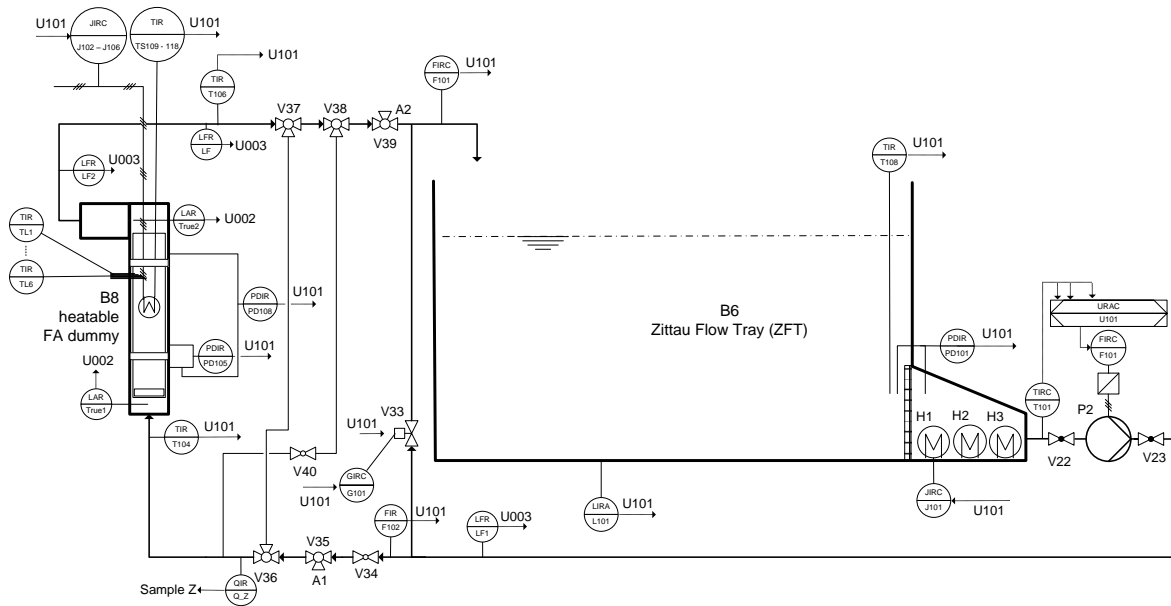 U101
JIRC
J102 – J106
TIR
TS109 - 118
U101
U101
TIR
T106
FIRC
F101
U101
V37
V38
A2
V39
LFR
LF
U003
LFR
LF2
U003
TIR
T108
U101
LAR
True2
U002
TIR
TL1
TIR
TL6
B8
heatable
FA dummy
PDIR
PD108
U101
PDIR
PD105
U101
U002
LAR
True1
B6
Zittau Flow Tray (ZFT)
URAC
U101
FIRC
F101
PDIR
PD101
U101
TIRC
T101
P2
V22
V23
H1
H2
H3
V33
U101
TIR
T104
U101
V40
GIRC
G101
U101
LIRA
L101
U101
JIRC
J101
U101
FIR
F102
U101
LFR
LF1
U003
V36
V35
A1
V34
Sample Z
QIR
Q_Z